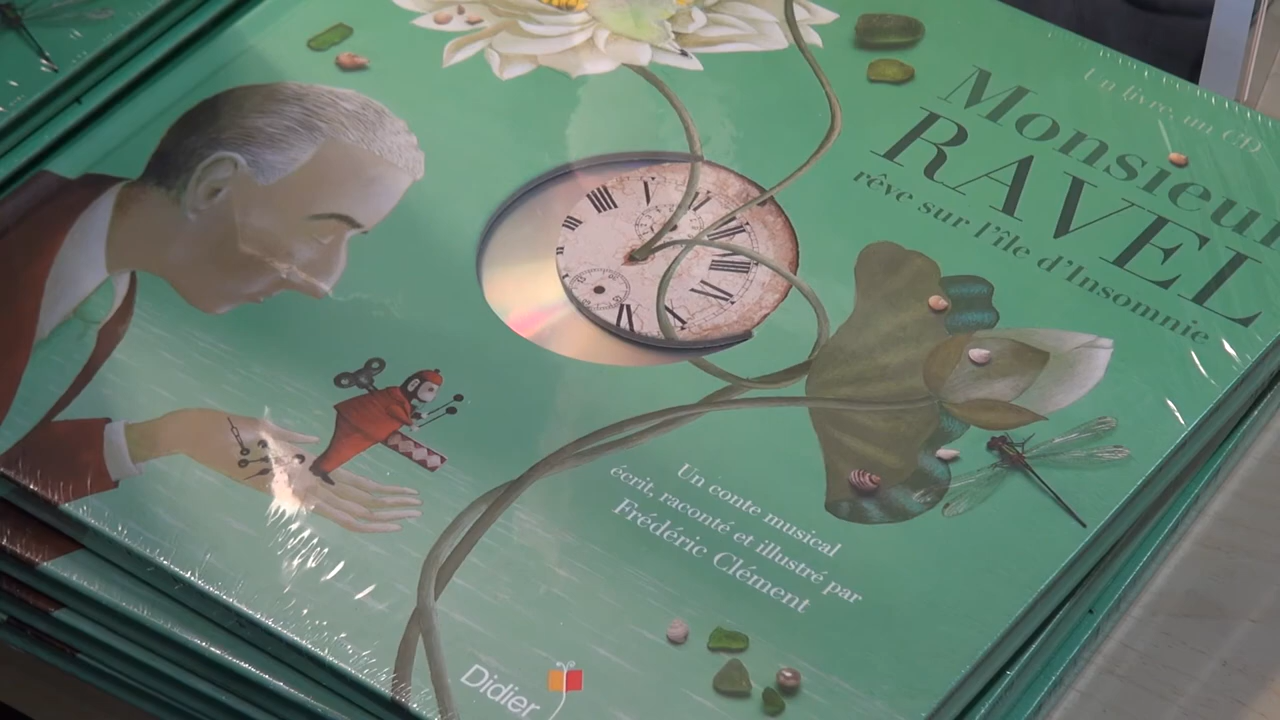 Un livre, un CD
Monsieur
RAVEL
rêve sur l'île d'Insomnie
Un conte musical
écrit, raconté et illustré par
Frédéric Clément
Didier